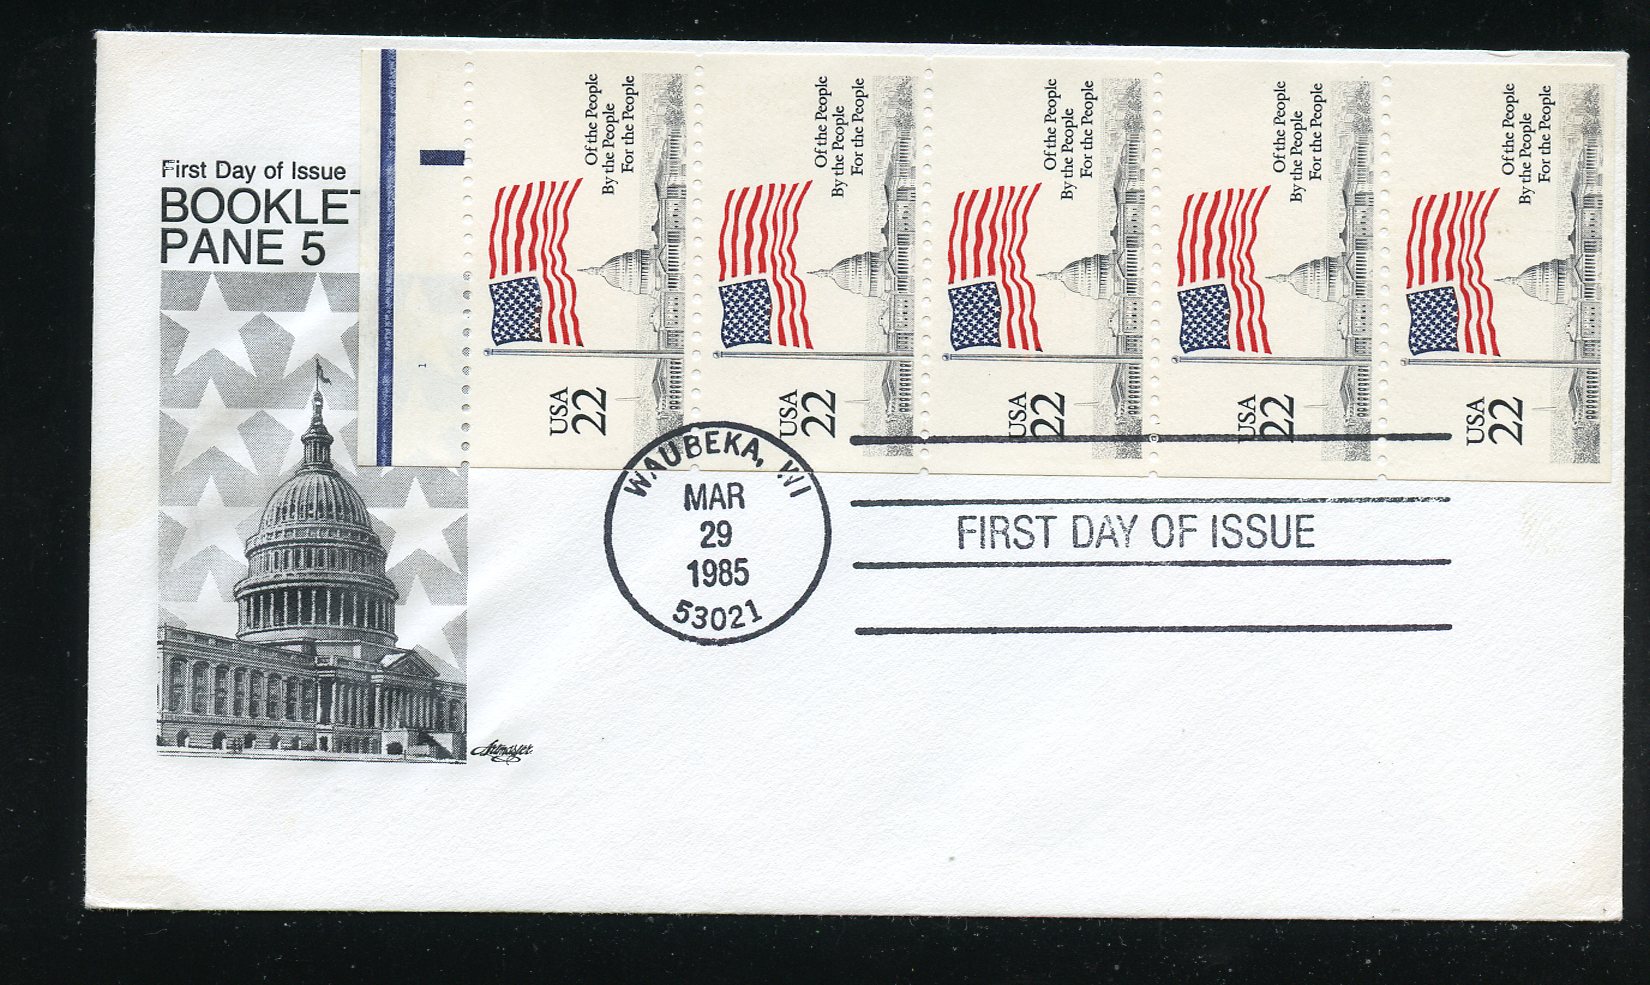 First Day of Issue
BOOKLET
PANE 5
1
Of the People
By the People
For the People
USA
22
Of the People
By the People
For the People
USA
22
Of the People
By the People
For the People
USA
22
Of the People
By the People
For the People
USA
22
Of the People
By the People
For the People
USA
22
WAUBEKA, WI
MAR
29
1985
53021
FIRST DAY OF ISSUE
Artmaster